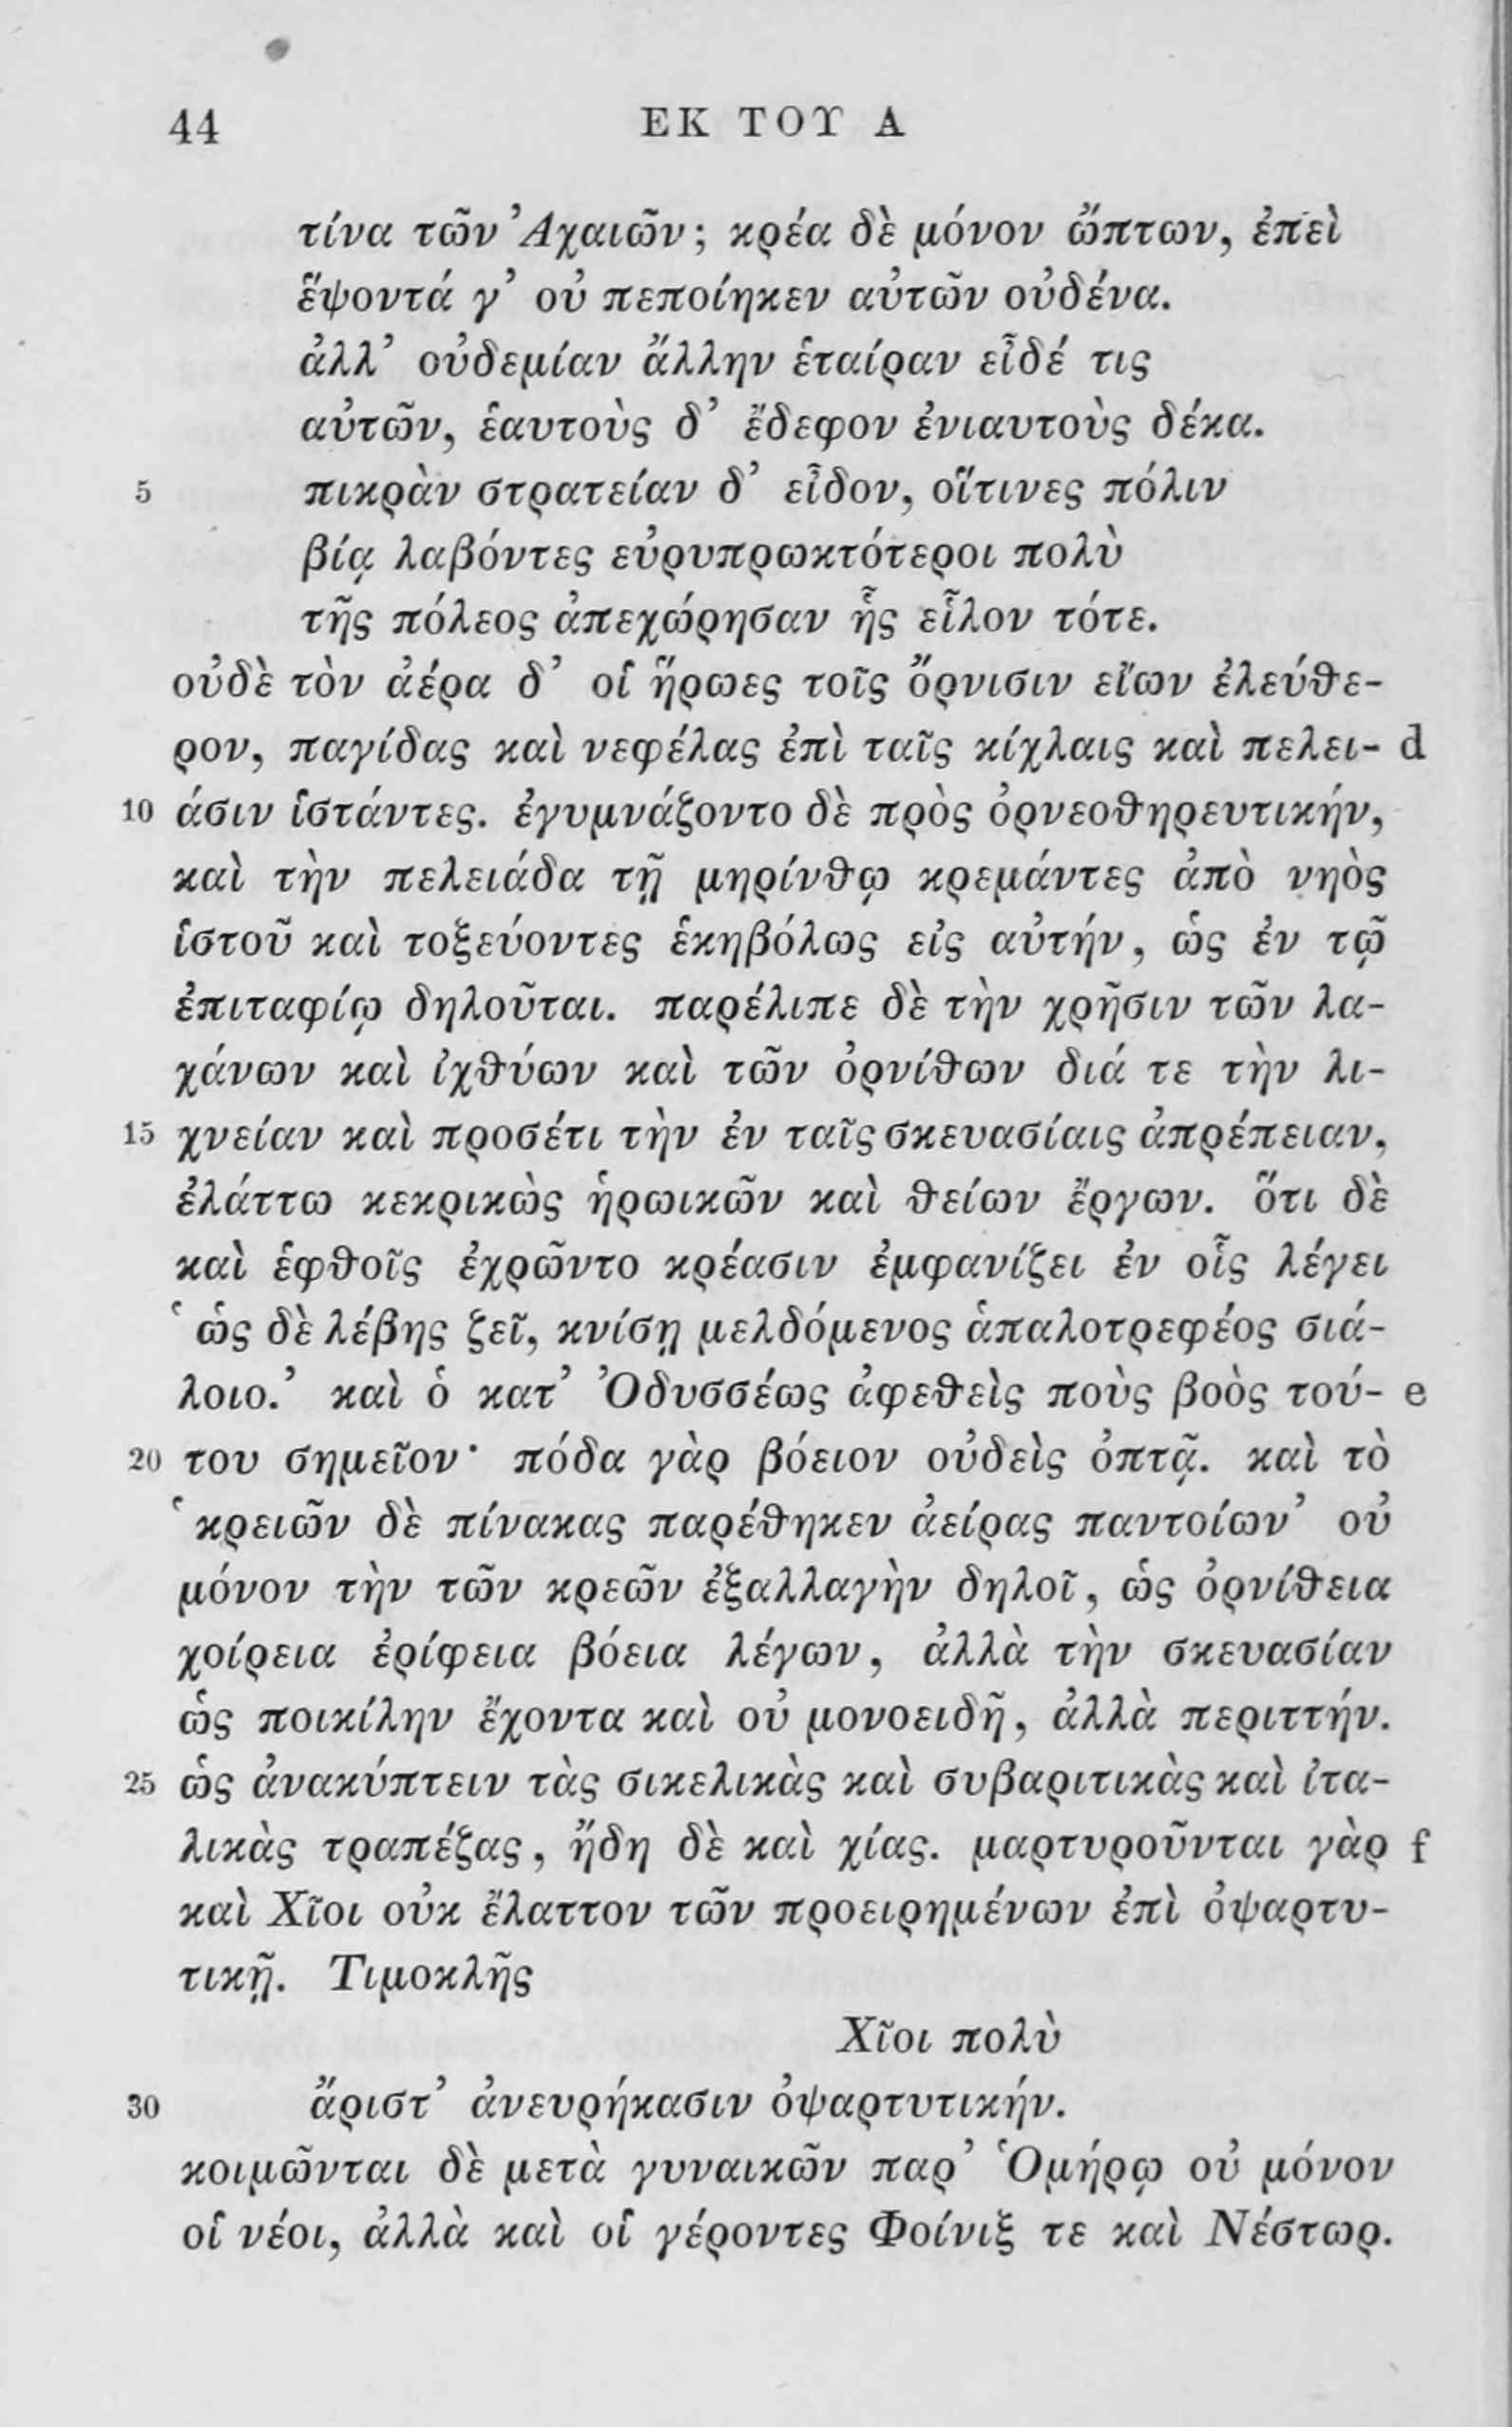 44
ΕΚ ΤΟΥ Α
τίνα τῶν Ἀχαιῶν; κρέα δὲ μόνον ὤπτων, ἐπεὶ
ἕψοντά γ’ οὐ πεποίηκεν αὐτῶν οὐδένα.
ἀλλ’ οὐδεμίαν ἄλλην ἑταίραν εἶδέ τις
αὐτῶν, ἑαυτοὺς δ’ ἔδεφον ἐνιαυτοὺς δέκα.
5 πικρὰν στρατείαν δ’ εἶδον, οἵτινες πόλιν
βίᾳ λαβόντες εὐρυπρωκτότεροι πολὺ
τῆς πόλεος ἀπεχώρησαν ἧς εἷλον τότε.
οὐδὲ τὸν ἀέρα δ’ οἱ ἥρωες τοῖς ὄρνισιν εἴων ἐλεύθε-
ρον, παγίδας καὶ νεφέλας ἐπὶ ταῖς κίχλαις καὶ πελει- d
10 άσιν ἱστάντες. ἐγυμνάζοντο δὲ πρὸς ὀρνεοθηρευτικήν,
καὶ τὴν πελειάδα τῇ μηρίνθῳ κρεμάντες ἀπὸ νηὸς
ἱστοῦ καὶ τοξεύοντες ἑκηβόλως εἰς αὐτήν, ὡς ἐν τῷ
ἐπιταφίῳ δηλοῦται. παρέλιπε δὲ τὴν χρῆσιν τῶν λα-
χάνων καὶ ἰχθύων καὶ τῶν ὀρνίθων διά τε τὴν λι-
15 χνείαν καὶ προσέτι τὴν ἐν ταῖς σκευασίαις ἀπρέπειαν,
ἐλάττω κεκρικὼς ἡρωικῶν καὶ θείων ἔργων. ὅτι δὲ
καὶ ἑφθοῖς ἐχρῶντο κρέασιν ἐμφανίζει ἐν οἷς λέγει
‘ὡς δὲ λέβης ζεῖ, κνίσῃ μελδόμενος ἁπαλοτρεφέος σιά-
λοιο.’ καὶ ὁ κατ’ Ὀδυσσέως ἀφεθεὶς ποὺς βοὸς τού- e
20 του σημεῖον· πόδα γὰρ βόειον οὐδεὶς ὀπτᾷ. καὶ τὸ
‘κρειῶν δὲ πίνακας παρέθηκεν ἀείρας παντοίων’ οὐ
μόνον τὴν τῶν κρεῶν ἐξαλλαγὴν δηλοῖ, ὡς ὀρνίθεια
χοίρεια ἐρίφεια βόεια λέγων, ἀλλὰ τὴν σκευασίαν
ὡς ποικίλην ἔχοντα καὶ οὐ μονοειδῆ, ἀλλὰ περιττήν.
25 ὡς ἀνακύπτειν τὰς σικελικὰς καὶ συβαριτικὰς καὶ ἰτα-
λικὰς τραπέζας, ἤδη δὲ καὶ χίας. μαρτυροῦνται γὰρ f
καὶ Χῖοι οὐκ ἔλαττον τῶν προειρημένων ἐπὶ ὀψαρτυ-
τικῇ. Τιμοκλῆς
Χῖοι πολὺ
30 ἄριστ’ ἀνευρήκασιν ὀψαρτυτικήν.
κοιμῶνται δὲ μετὰ γυναικῶν παρ’ Ὁμήρῳ οὐ μόνον
οἱ νέοι, ἀλλὰ καὶ οἱ γέροντες Φοίνιξ τε καὶ Νέστωρ.